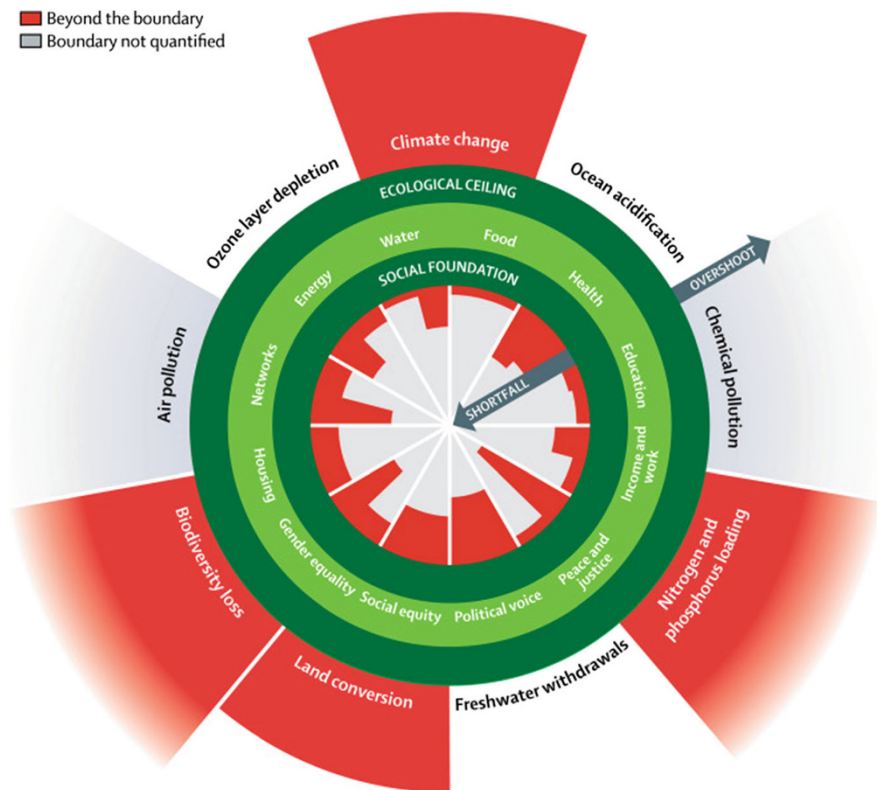 Beyond the boundary
Boundary not quantified
Climate change
Ozone layer depletion
Ocean acidification
ECOLOGICAL CEILING
Water
Food
Energy
Health
SOCIAL FOUNDATION
OVERSHOOT
Air pollution
Networks
Education
Chemical pollution
SHORTFALL
Housing
Income and
work
Biodiversity loss
Gender equality
Social equity
Political voice
Peace and
justice
Nitrogen and
phosphorus loading
Land conversion
Freshwater withdrawals